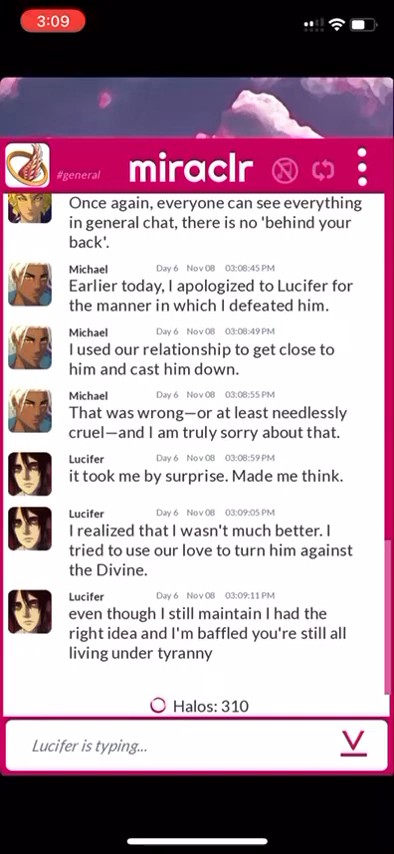 3:09
#general
miraclr
Once again, everyone can see everything
in general chat, there is no 'behind your
back'.
Michael Day 6 Nov 08 03:08:45 PM
Earlier today, I apologized to Lucifer for
the manner in which I defeated him.
Michael Day 6 Nov 08 03:08:49 PM
I used our relationship to get close to
him and cast him down.
Michael Day 6 Nov 08 03:08:55 PM
That was wrong—or at least needlessly
cruel—and I am truly sorry about that.
Lucifer Day 6 Nov 08 03:08:59 PM
it took me by surprise. Made me think.
Lucifer Day 6 Nov 08 03:09:05 PM
I realized that I wasn't much better. I
tried to use our love to turn him against
the Divine.
Lucifer Day 6 Nov 08 03:09:11 PM
even though I still maintain I had the
right idea and I'm baffled you're still all
living under tyranny
Halos: 310
Lucifer is typing...